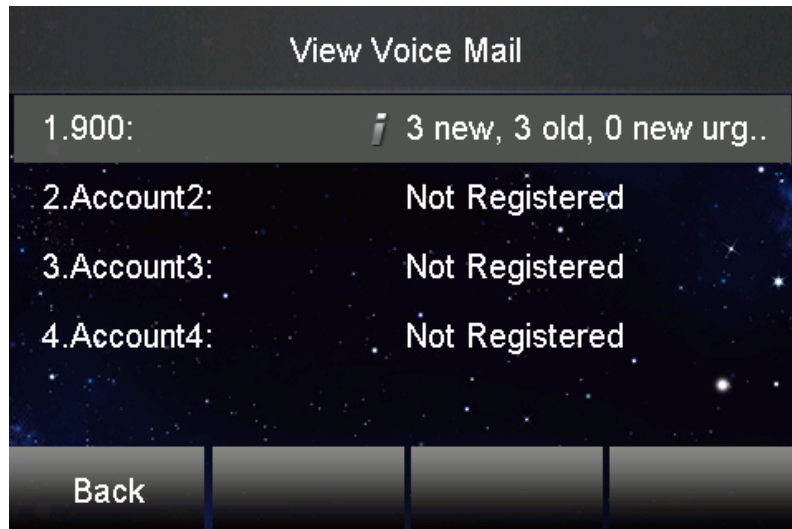 View Voice Mail
1.900: i 3 new, 3 old, 0 new urg..
2.Account2: Not Registered
3.Account3: Not Registered
4.Account4: Not Registered
Back